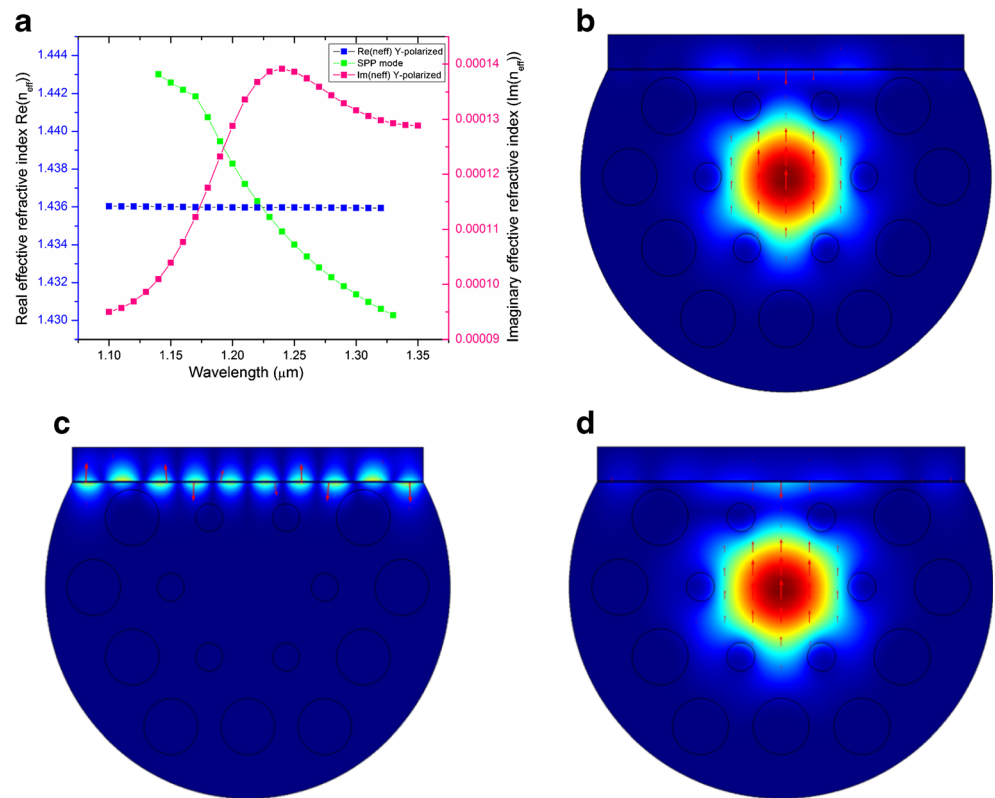 a
b
Real effective refractive index Re(n_eff))
1.444
1.442
1.440
1.438
1.436
1.434
1.432
1.430
Re(neff) Y-polarized
SPP mode
Im(neff) Y-polarized
0.00014
0.00013
0.00012
0.00011
0.00010
0.00009
Imaginary effective refractive index (Im(n_eff))
1.10 1.15 1.20 1.25 1.30 1.35
Wavelength (μm)
c
d